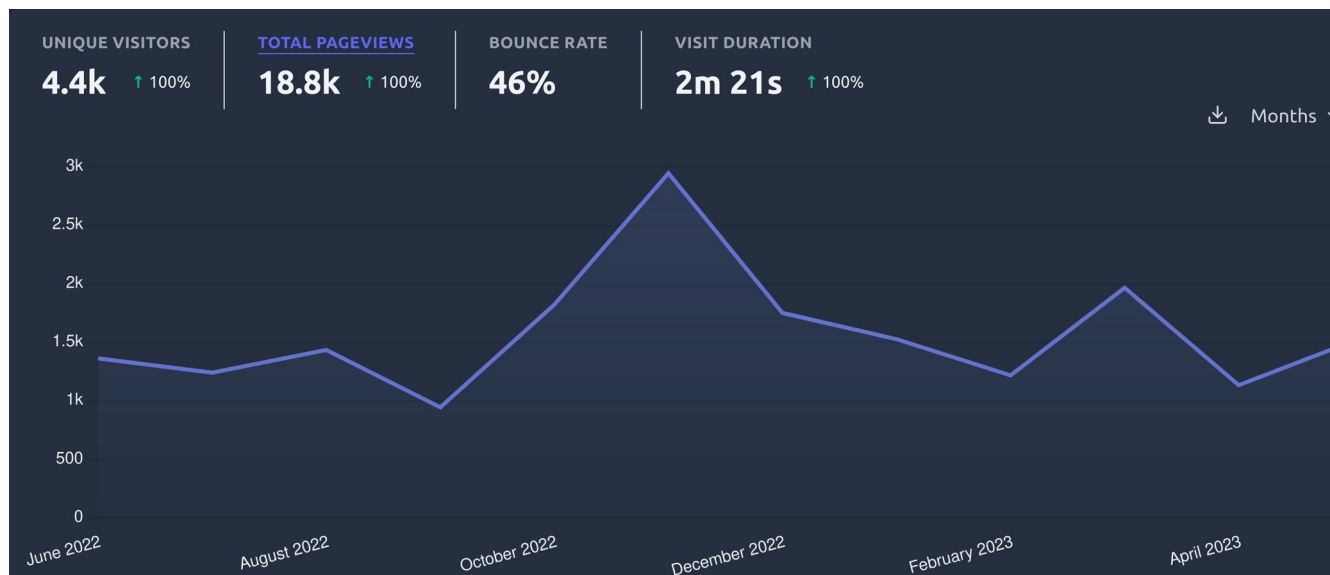 UNIQUE VISITORS
4.4k ↑ 100%
TOTAL PAGEVIEWS
18.8k ↑ 100%
BOUNCE RATE
46%
VISIT DURATION
2m 21s ↑ 100%
Months
3k
2.5k
2k
1.5k
1k
500
0
June 2022
August 2022
October 2022
December 2022
February 2023
April 2023